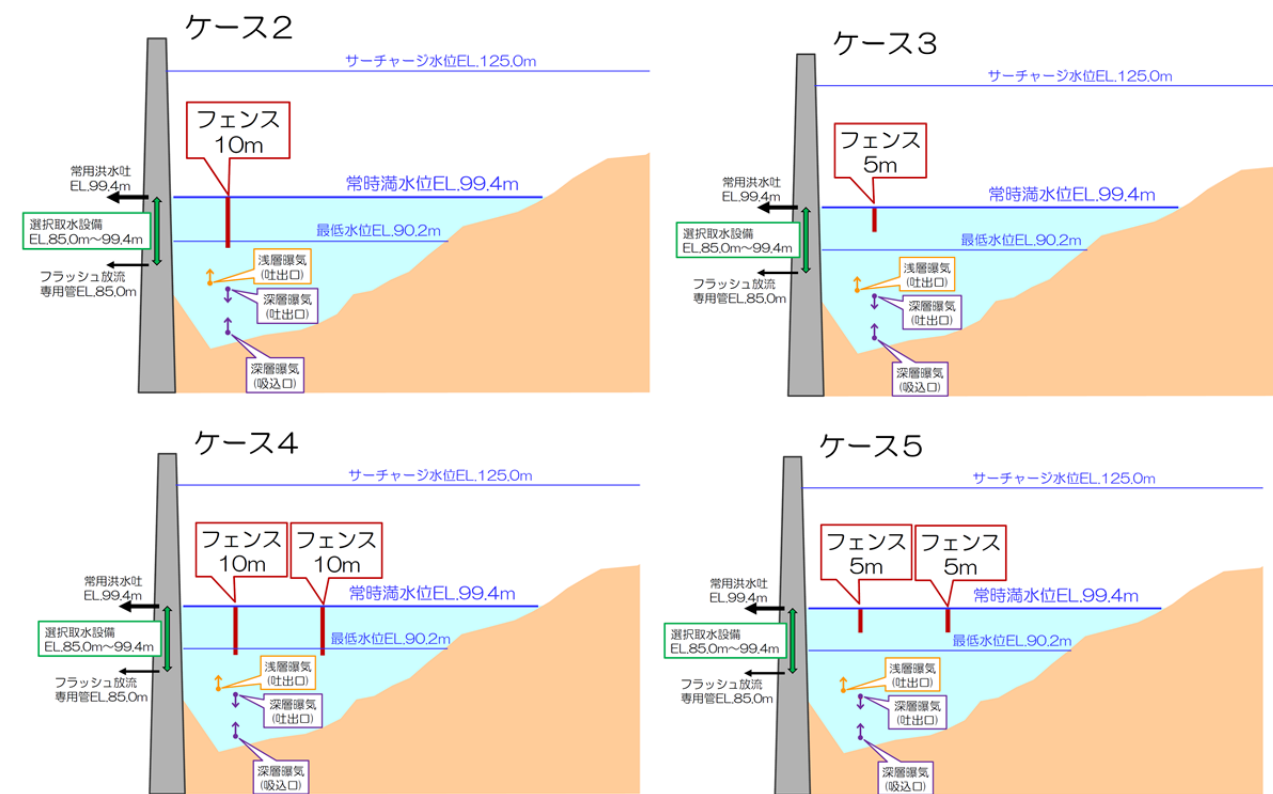 ケース2
サーチャージ水位EL.125.0m
フェンス
10m
常用洪水吐
EL.99.4m
常時満水位EL.99.4m
選択取水設備
EL.85.0m～99.4m
最低水位EL.90.2m
フラッシュ放流
専用管EL.85.0m
浅層曝気
(吐出口)
深層曝気
(吐出口)
深層曝気
(吸込口)
ケース3
サーチャージ水位EL.125.0m
フェンス
5m
常用洪水吐
EL.99.4m
常時満水位EL.99.4m
選択取水設備
EL.85.0m～99.4m
最低水位EL.90.2m
フラッシュ放流
専用管EL.85.0m
浅層曝気
(吐出口)
深層曝気
(吐出口)
深層曝気
(吸込口)
ケース4
サーチャージ水位EL.125.0m
フェンス
10m
フェンス
10m
常用洪水吐
EL.99.4m
常時満水位EL.99.4m
選択取水設備
EL.85.0m～99.4m
最低水位EL.90.2m
フラッシュ放流
専用管EL.85.0m
浅層曝気
(吐出口)
深層曝気
(吐出口)
深層曝気
(吸込口)
ケース5
サーチャージ水位EL.125.0m
フェンス
5m
フェンス
5m
常用洪水吐
EL.99.4m
常時満水位EL.99.4m
選択取水設備
EL.85.0m～99.4m
最低水位EL.90.2m
フラッシュ放流
専用管EL.85.0m
浅層曝気
(吐出口)
深層曝気
(吐出口)
深層曝気
(吸込口)